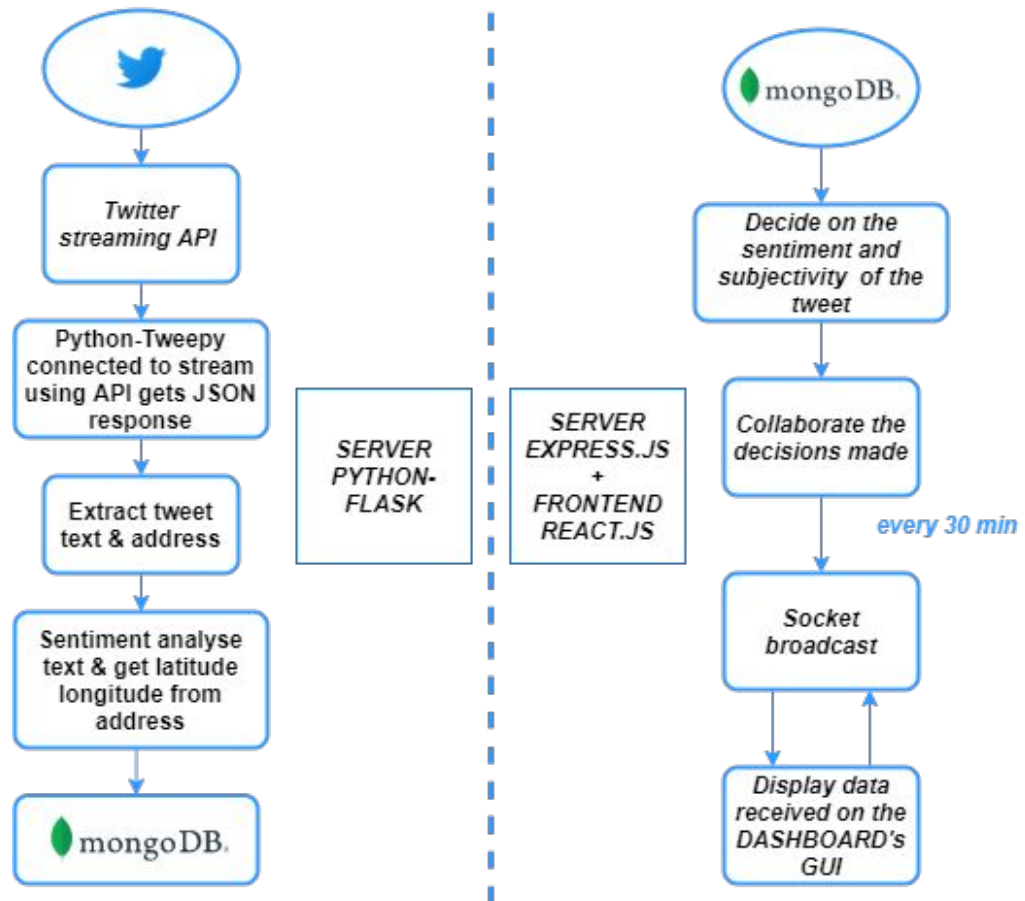 Twitter
streaming API
Python-Tweepy
connected to stream
using API gets JSON
response
Extract tweet
text & address
Sentiment analyse
text & get latitude
longitude from
address
mongoDB.
SERVER
PYTHON-
FLASK
SERVER
EXPRESS.JS
+
FRONTEND
REACT.JS
mongoDB.
Decide on the
sentiment and
subjectivity of the
tweet
Collaborate the
decisions made
every 30 min
Socket
broadcast
Display data
received on the
DASHBOARD's
GUI